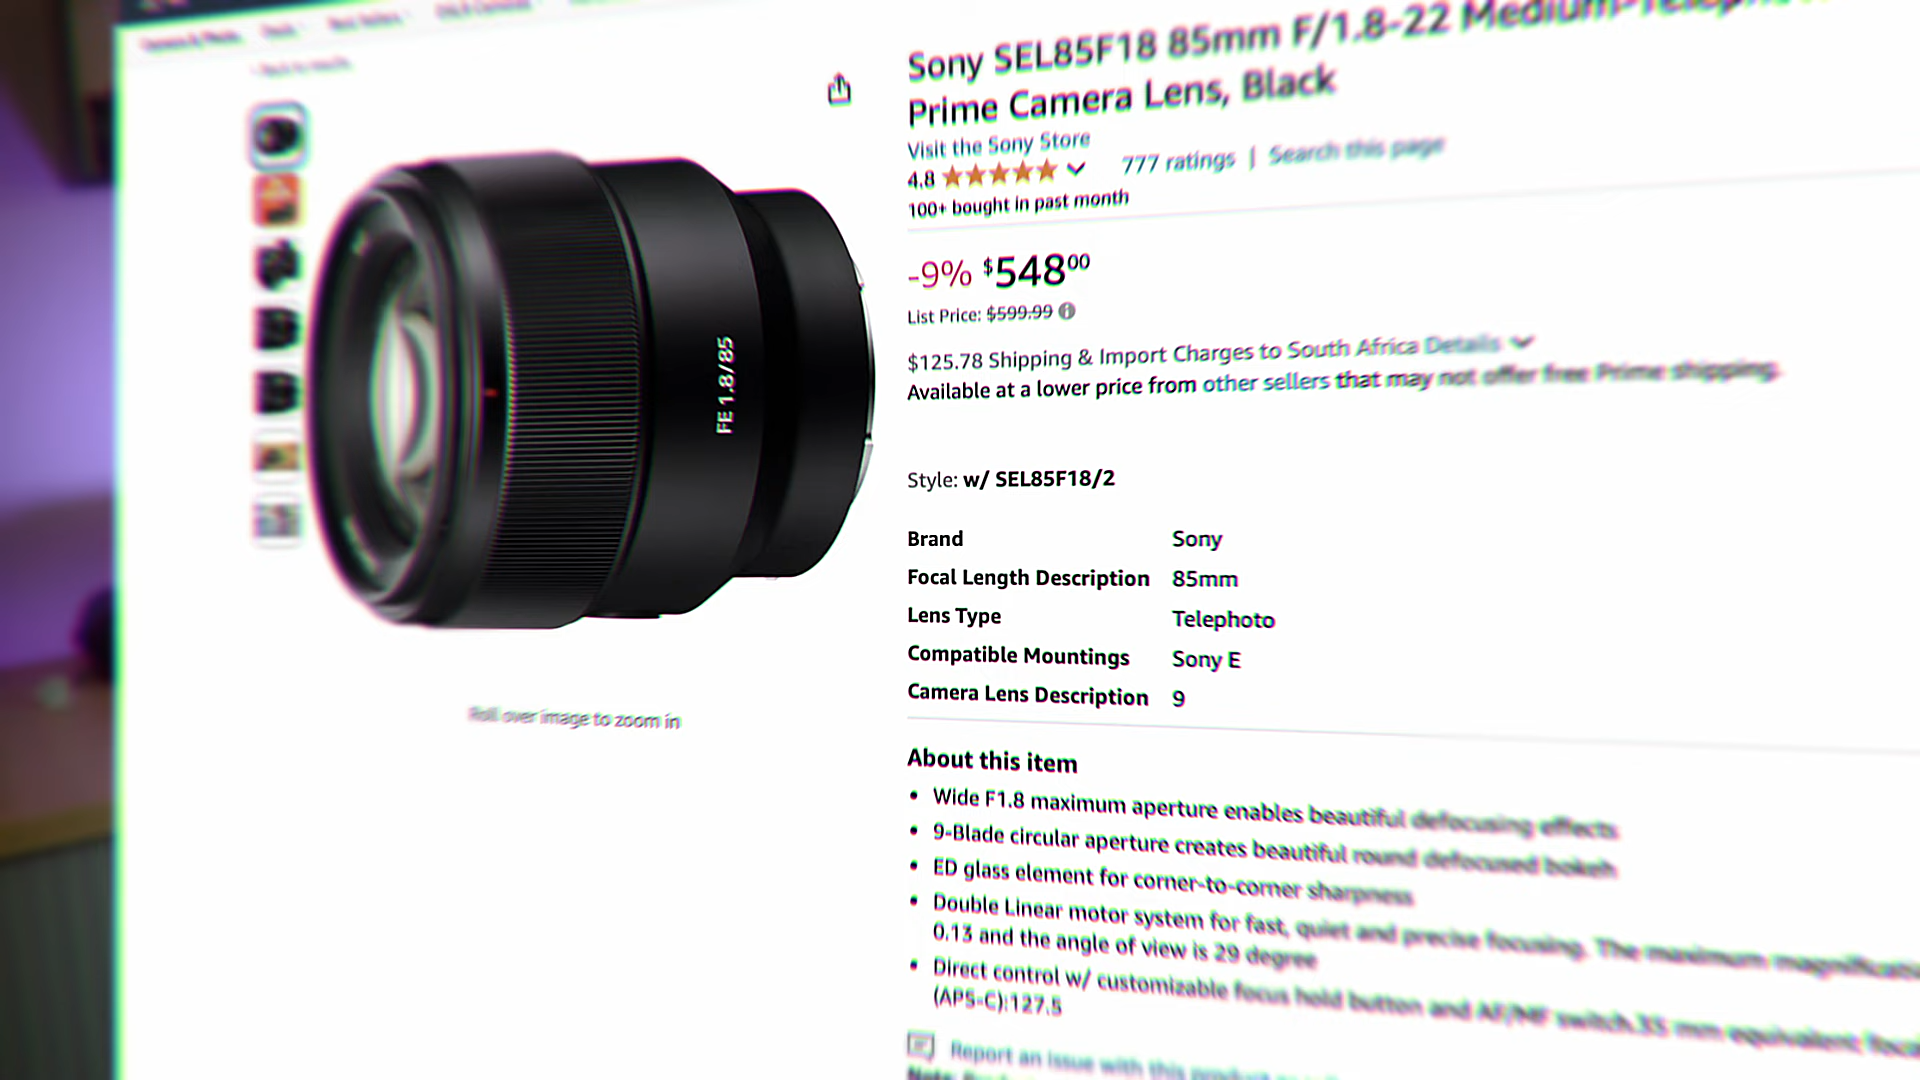 Sony SEL85F18 85mm F/1.8-22 Medium-Telephoto
Prime Camera Lens, Black
Visit the Sony Store
4.8
777 ratings | Search this page
100+ bought in past month
-9% $54800
List Price: $599.99
$125.78 Shipping & Import Charges to South Africa Details
Available at a lower price from other sellers that may not offer free Prime shipping.
FE 1.8/85
Style: w/ SEL85F18/2
Brand Sony
Focal Length Description 85mm
Lens Type Telephoto
Compatible Mountings Sony E
Camera Lens Description 9
Roll over image to zoom in
About this item
• Wide F1.8 maximum aperture enables beautiful defocusing effects
• 9-Blade circular aperture creates beautiful round defocused bokeh
• ED glass element for corner-to-corner sharpness
• Double Linear motor system for fast, quiet and precise focusing. The maximum
0.13 and the angle of view is 29 degree
• Direct control w/ customizable focus hold button and AF/MF switch.35 mm equivalent
(APS-C):127.5
Report an issue with this product